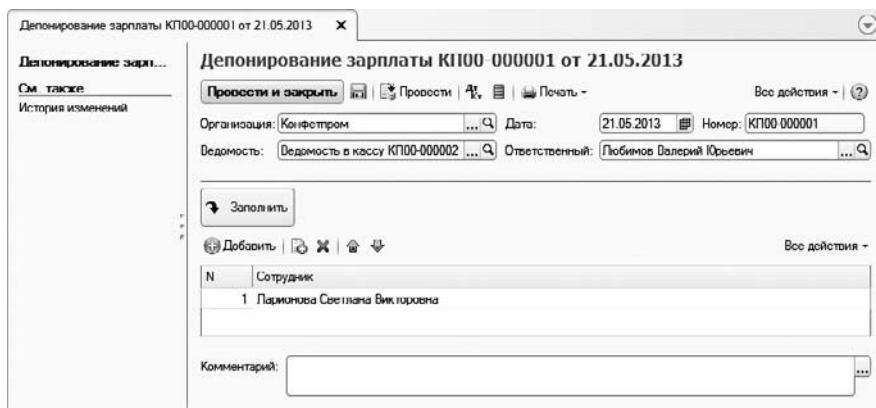 Депонирование зарплаты КП00-000001 от 21.05.2013 ×
Депонирование зарп...
См. также
История изменений
Депонирование зарплаты КП00-000001 от 21.05.2013
Провести и закрыть Провести Печать Все действия
Организация: Конфетпром ... Дата: 21.05.2013 Номер: КП00-000001
Ведомость: Ведомость в кассу КП00-000002 ... Ответственный: Любимов Валерий Юрьевич ...
Заполнить
Добавить Все действия
N Сотрудник
1 Ларионова Светлана Викторовна
Комментарий: ...